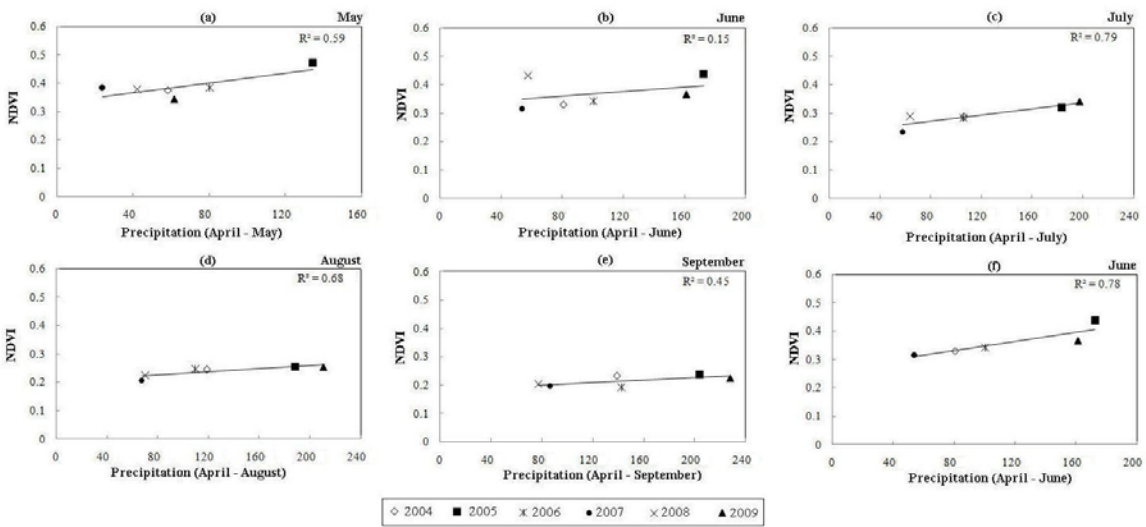 (a) May
R² = 0.59
NDVI
0.6
0.5
0.4
0.3
0.2
0.1
0
0 40 80 120 160
Precipitation (April - May)
(b) June
R² = 0.15
NDVI
0.6
0.5
0.4
0.3
0.2
0.1
0
0 40 80 120 160 200
Precipitation (April - June)
(c) July
R² = 0.79
NDVI
0.6
0.5
0.4
0.3
0.2
0.1
0
0 40 80 120 160 200 240
Precipitation (April - July)
(d) August
R² = 0.68
NDVI
0.6
0.5
0.4
0.3
0.2
0.1
0
0 40 80 120 160 200 240
Precipitation (April - August)
(e) September
R² = 0.45
NDVI
0.6
0.5
0.4
0.3
0.2
0.1
0
0 40 80 120 160 200 240
Precipitation (April - September)
(f) June
R² = 0.78
NDVI
0.6
0.5
0.4
0.3
0.2
0.1
0
0 40 80 120 160 200
Precipitation (April - June)
2004 2005 2006 2007 2008 2009